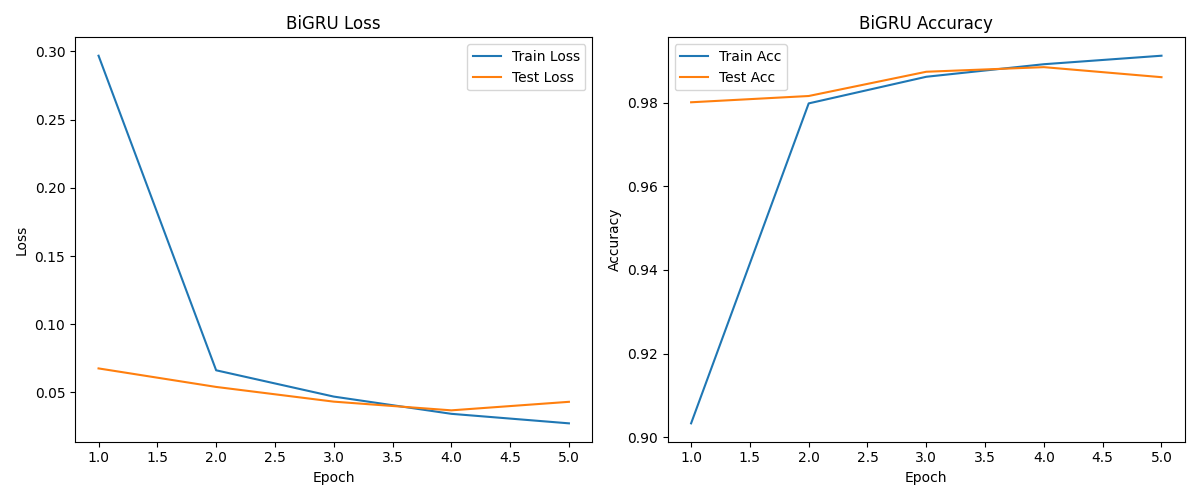 BiGRU Loss
0.30
0.25
0.20
0.15
0.10
0.05
Loss
Train Loss
Test Loss
1.0 1.5 2.0 2.5 3.0 3.5 4.0 4.5 5.0
Epoch
BiGRU Accuracy
0.98
0.96
0.94
0.92
0.90
Accuracy
Train Acc
Test Acc
1.0 1.5 2.0 2.5 3.0 3.5 4.0 4.5 5.0
Epoch